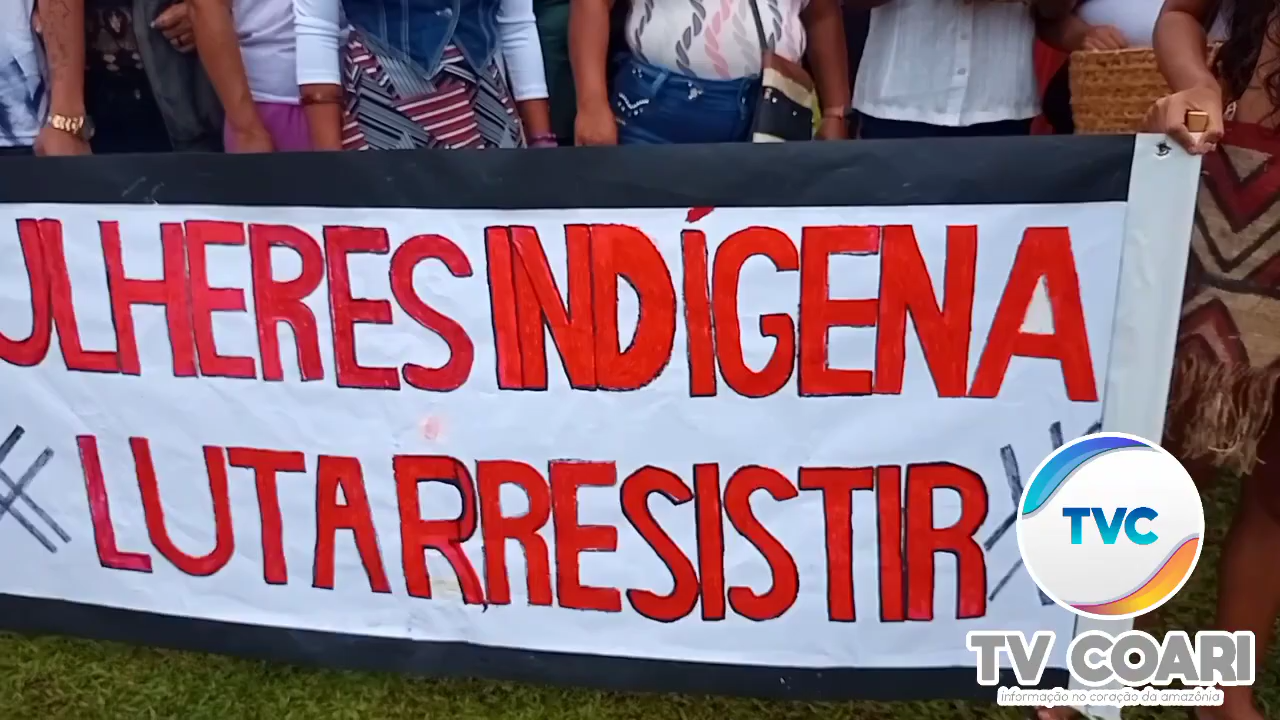 ULHERES INDÍGENA
LUTAR RESISTIR
TVC
TV COARI
informação no coração da amazônia